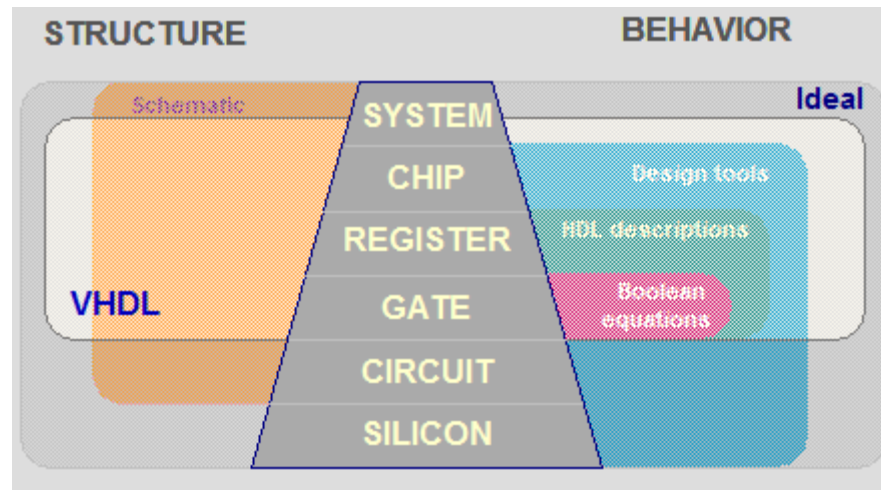 STRUCTURE
BEHAVIOR
Ideal
Schematic
SYSTEM
CHIP
Design tools
REGISTER
HDL descriptions
VHDL
GATE
Boolean
equations
CIRCUIT
SILICON